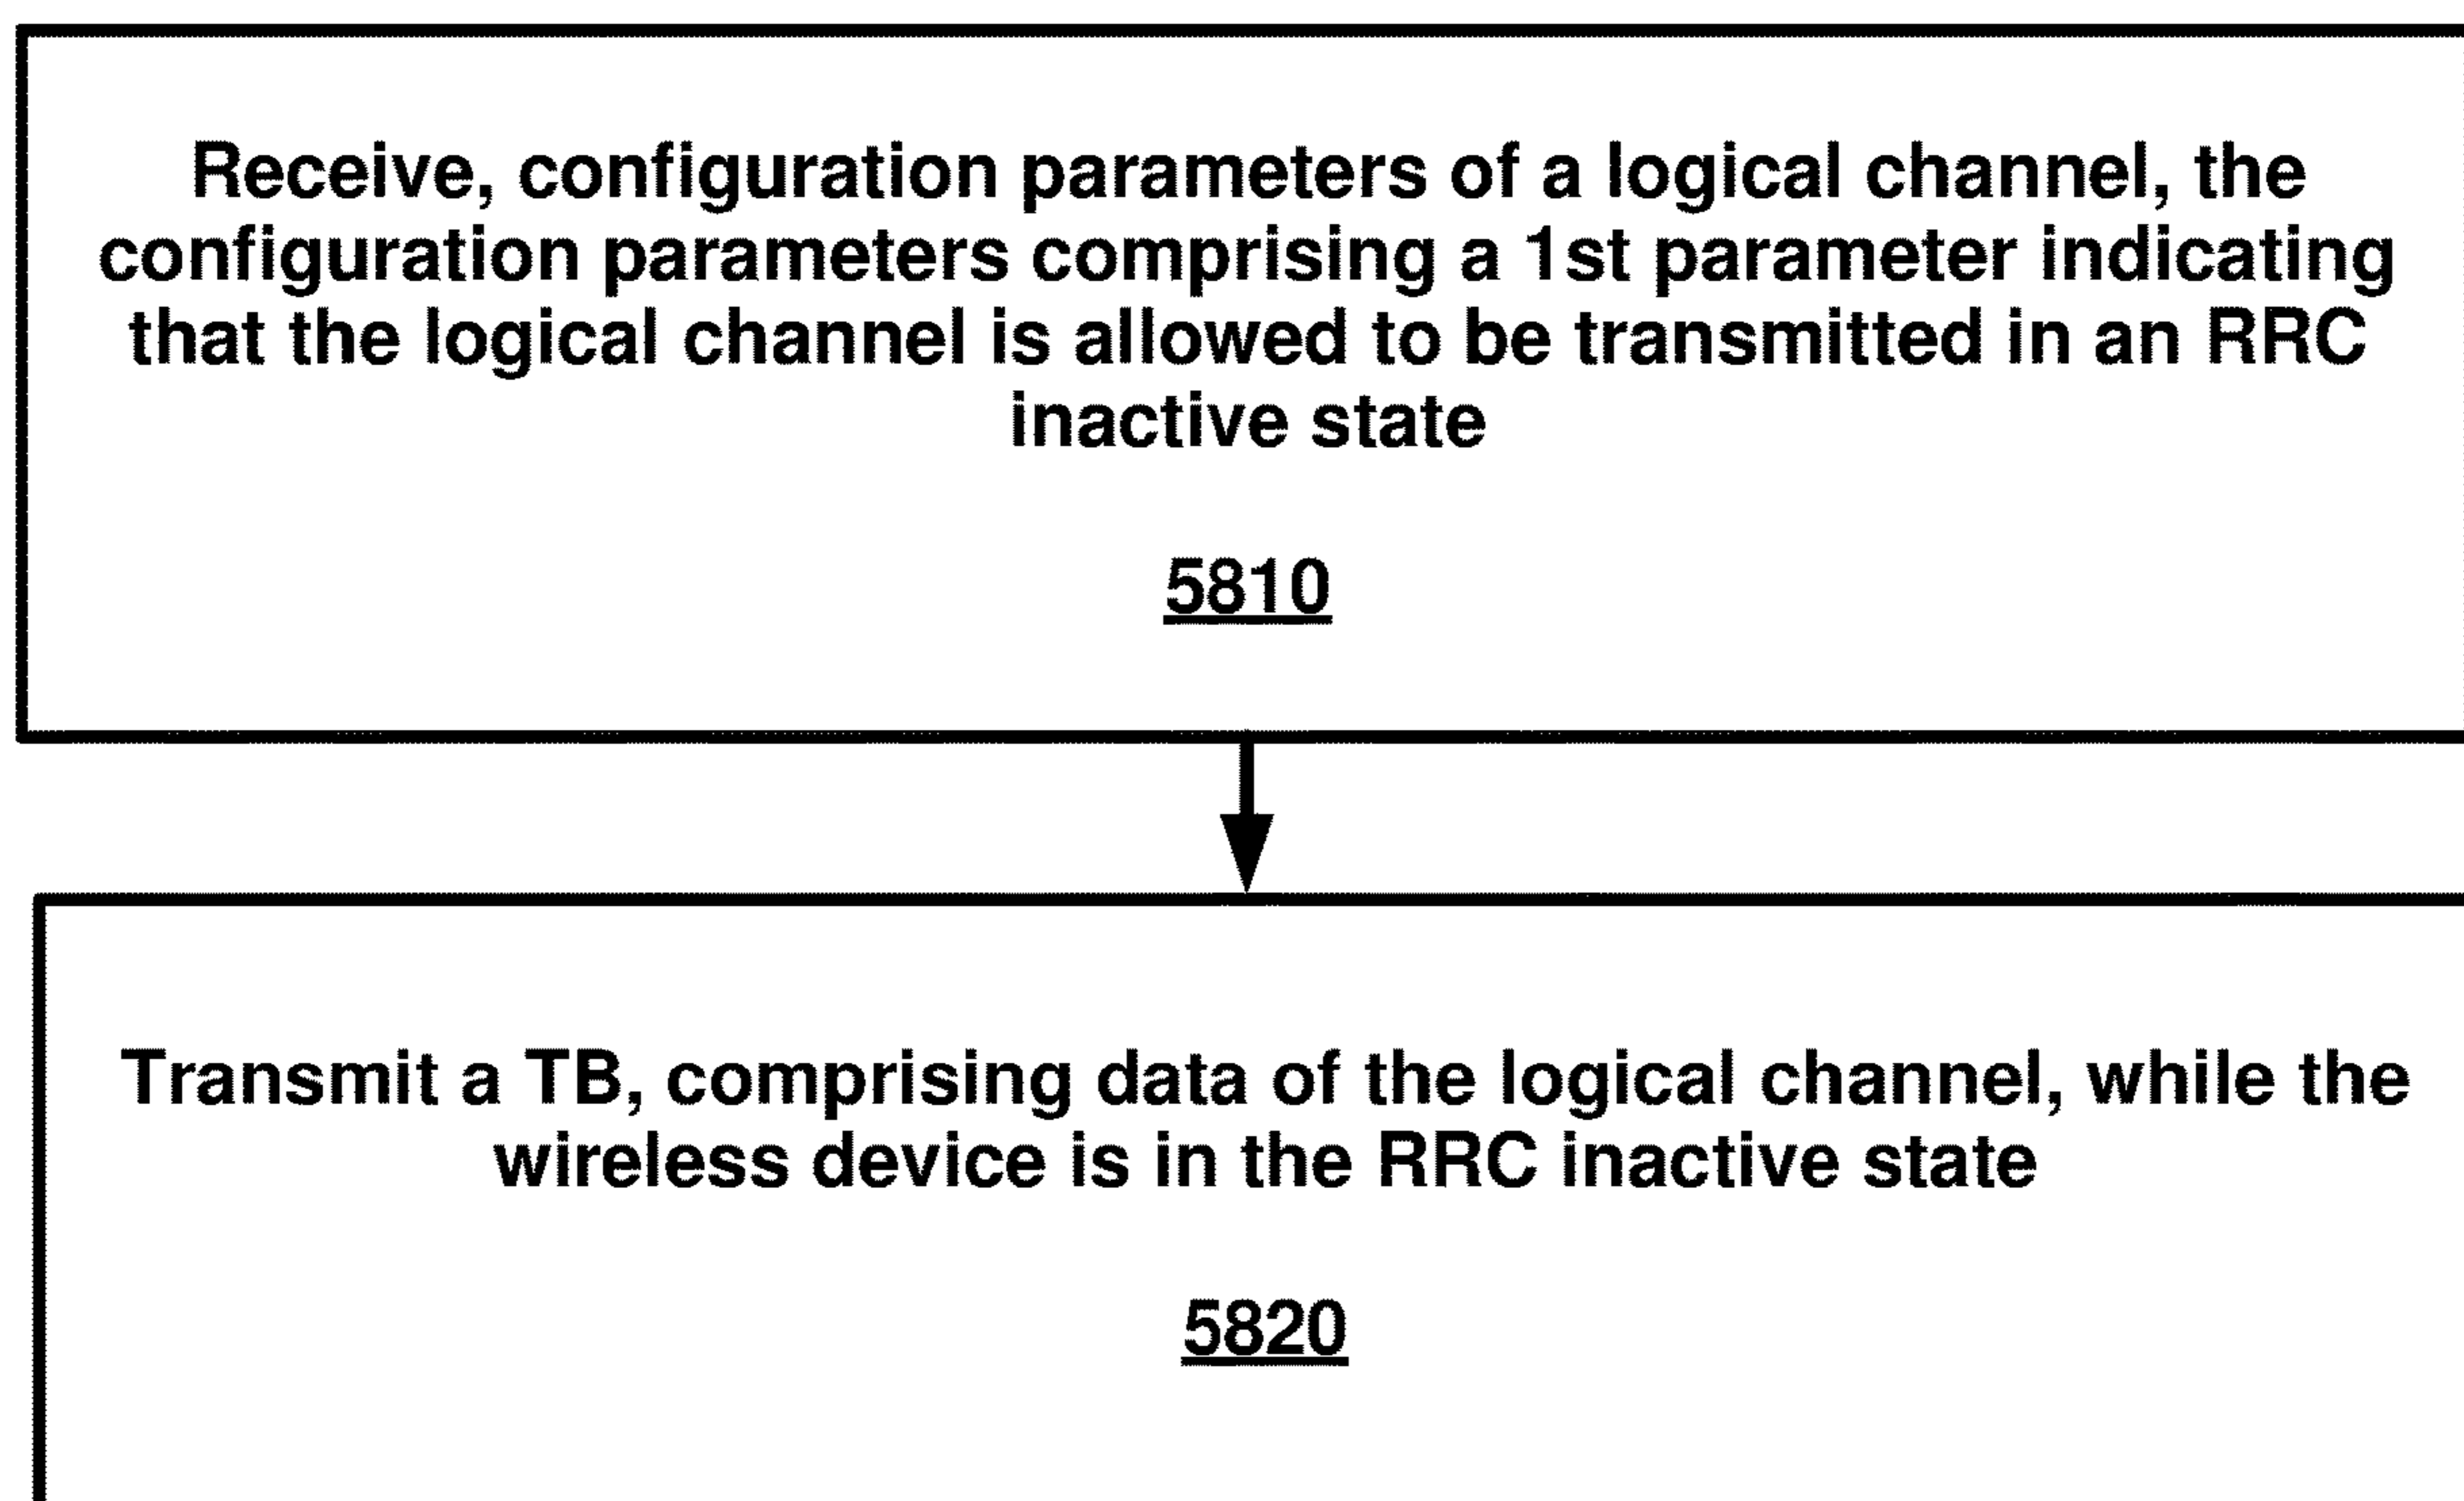 Receive, configuration parameters of a logical channel, the
configuration parameters comprising a 1st parameter indicating
that the logical channel is allowed to be transmitted in an RRC
inactive state
5810
Transmit a TB, comprising data of the logical channel, while the
wireless device is in the RRC inactive state
5820